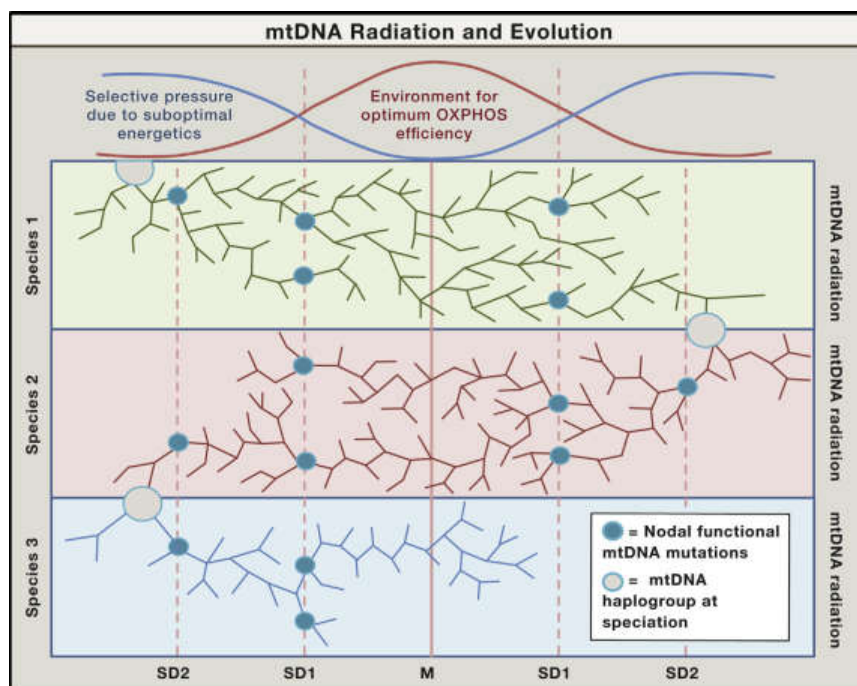 mtDNA Radiation and Evolution
Selective pressure
due to suboptimal
energetics
Environment for
optimum OXPHOS
efficiency
Species 1
mtDNA radiation
Species 2
mtDNA radiation
Species 3
mtDNA radiation
= Nodal functional
mtDNA mutations
= mtDNA
haplogroup at
speciation
SD2 SD1 M SD1 SD2